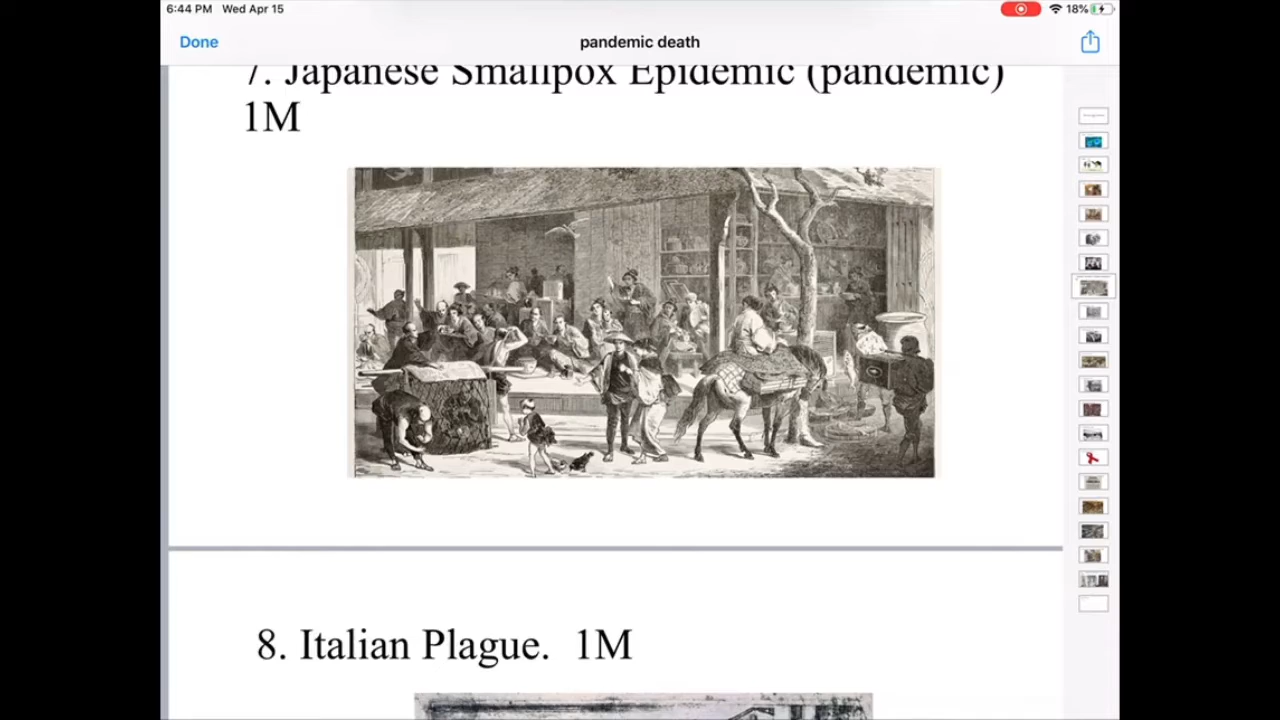 6:44 PM Wed Apr 15
18%
Done
pandemic death
7. Japanese Smallpox Epidemic (pandemic)
1M
8. Italian Plague. 1M